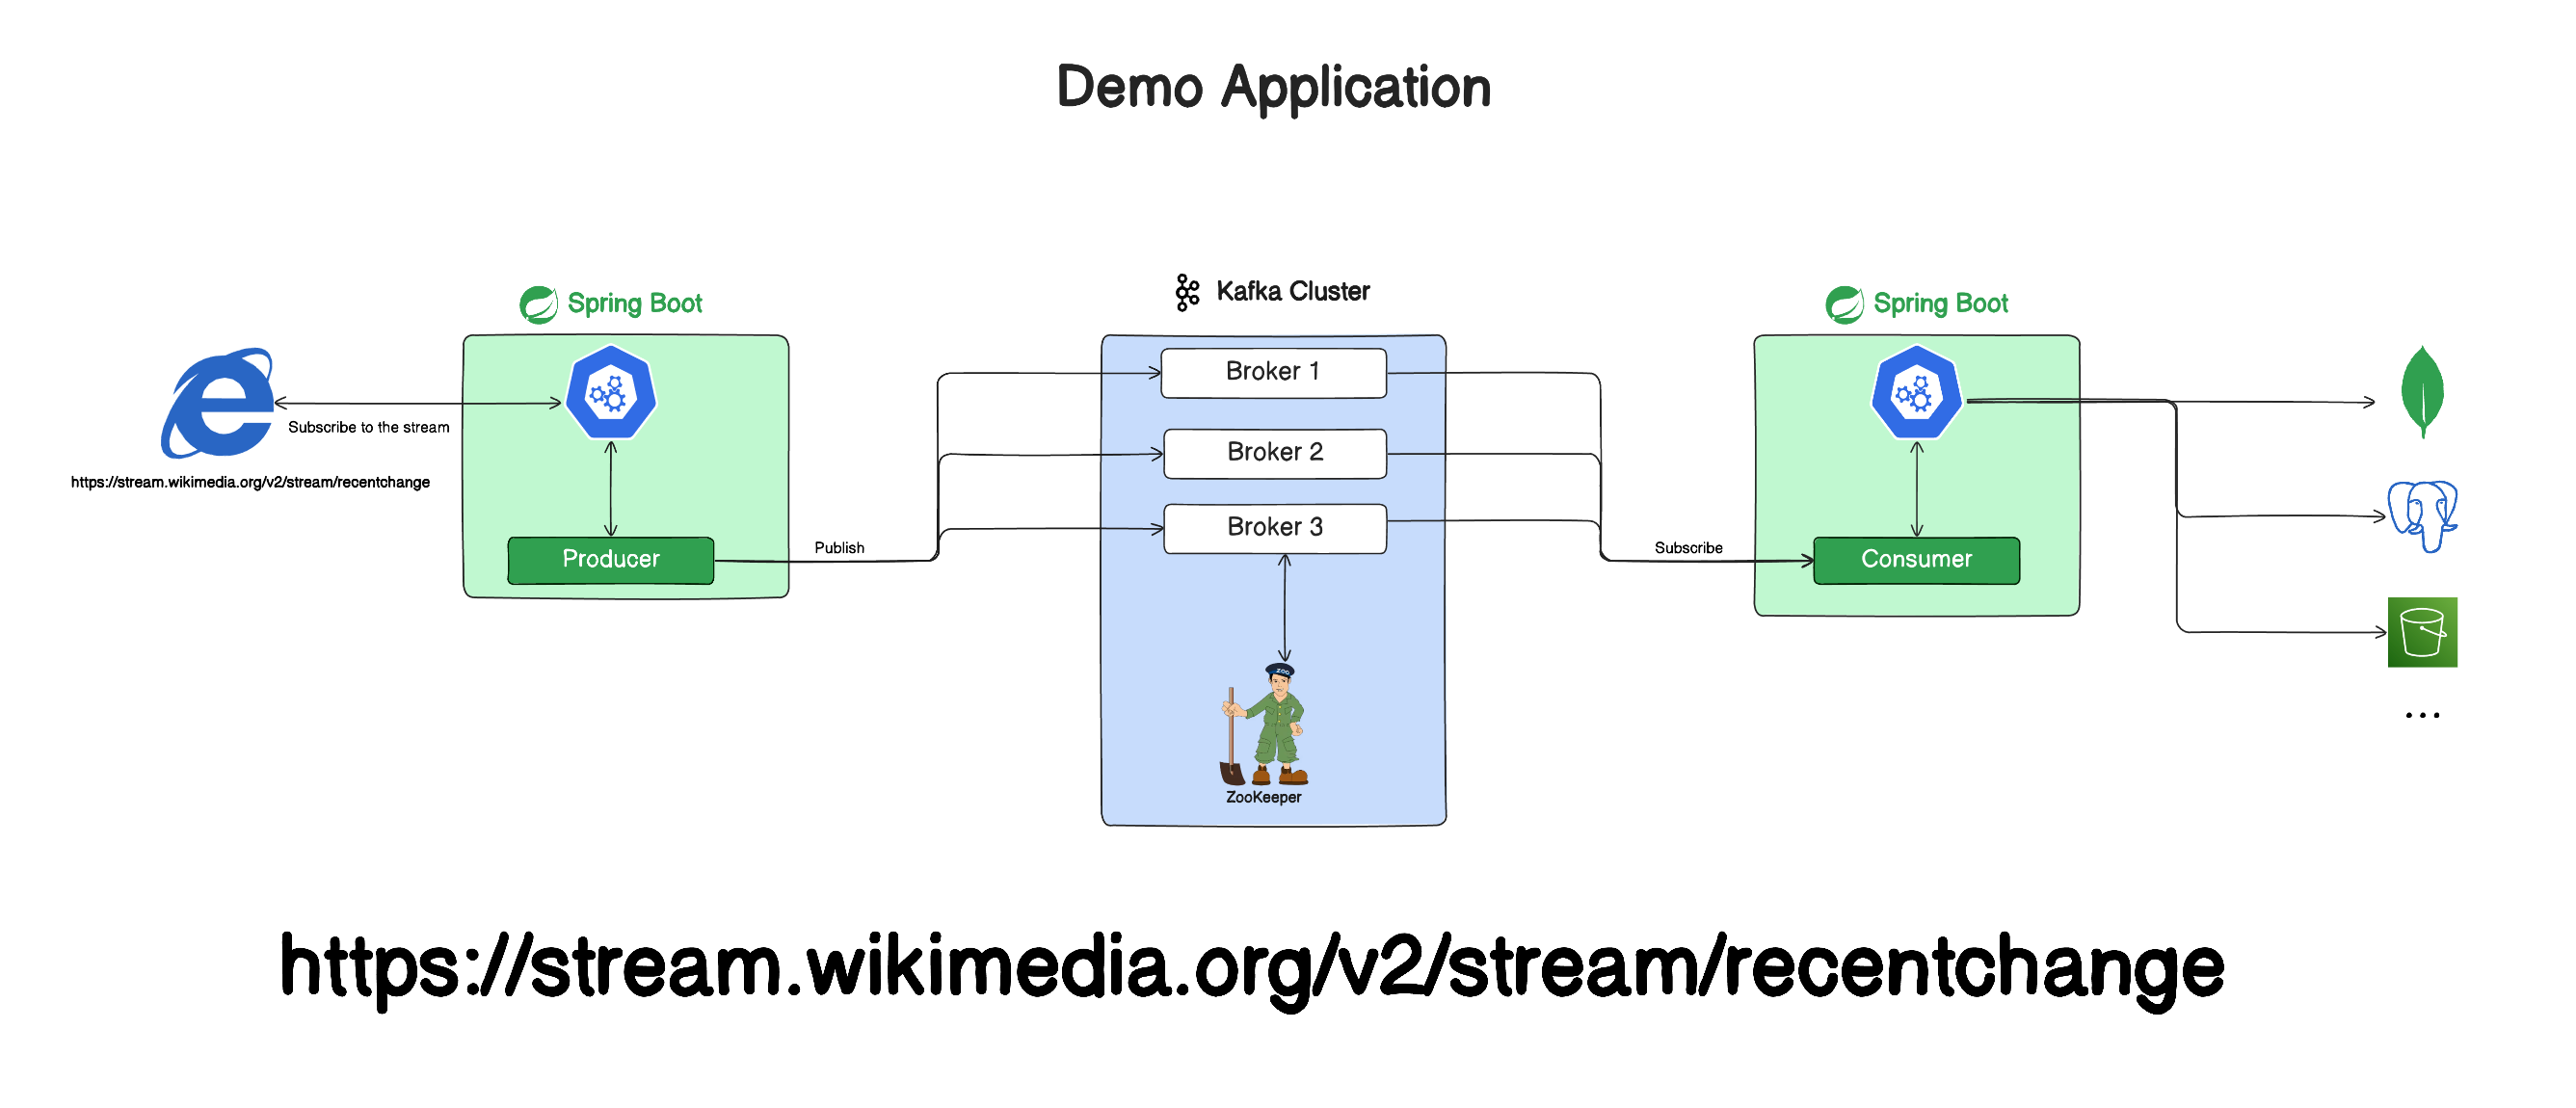 Demo Application
Spring Boot
Kafka Cluster
Spring Boot
Broker 1
Subscribe to the stream
Broker 2
https://stream.wikimedia.org/v2/stream/recentchange
Broker 3
Producer
Publish
Subscribe
Consumer
ZOO
...
ZooKeeper
https://stream.wikimedia.org/v2/stream/recentchange